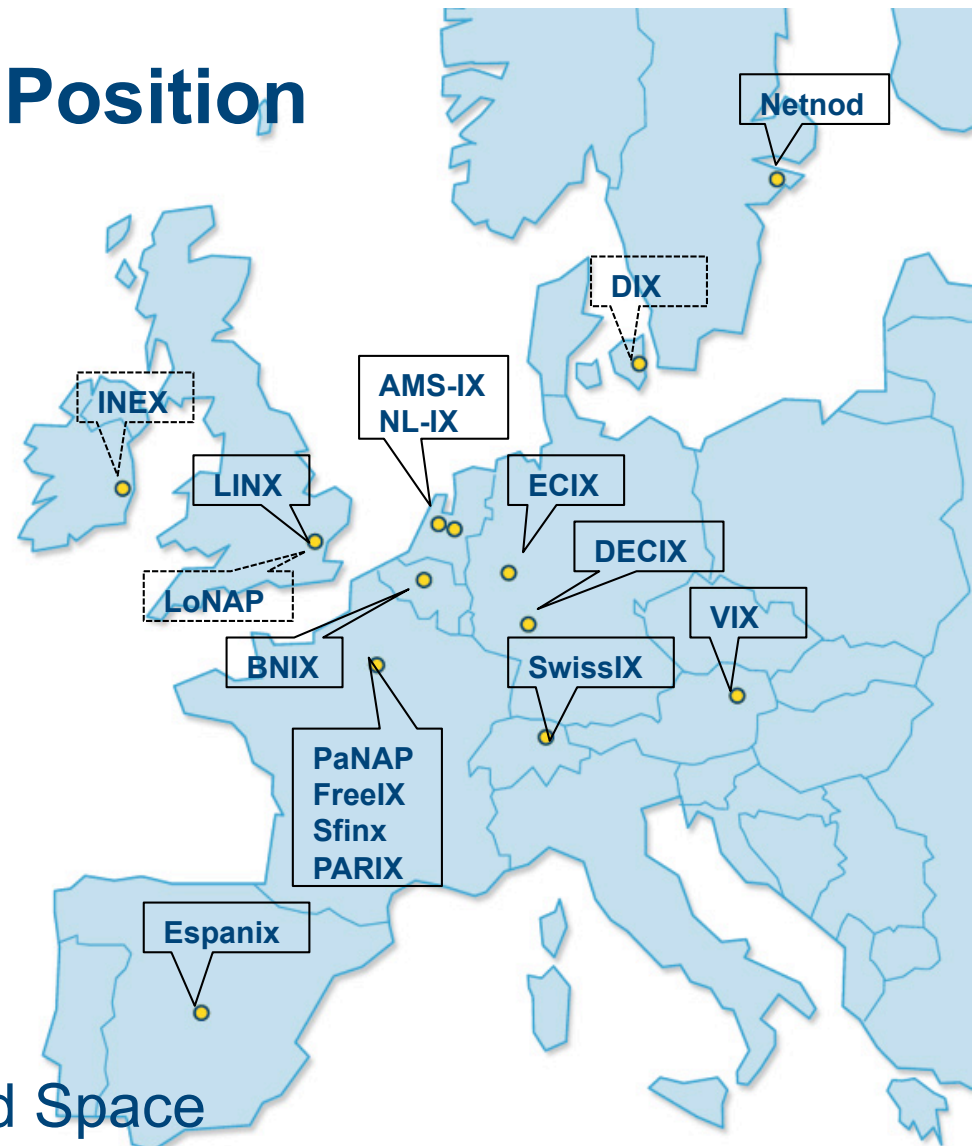 Position
Netnod
DIX
AMS-IX
NL-IX
INEX
LINX
ECIX
DECIX
LoNAP
VIX
BNIX
SwissIX
PaNAP
FreeIX
Sfinx
PARIX
Espanix
d Space